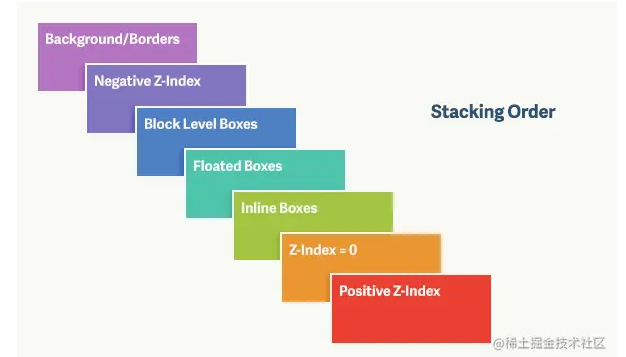 Background/Borders
Negative Z-Index
Stacking Order
Block Level Boxes
Floated Boxes
Inline Boxes
Z-Index = 0
Positive Z-Index
@稀土掘金技术社区